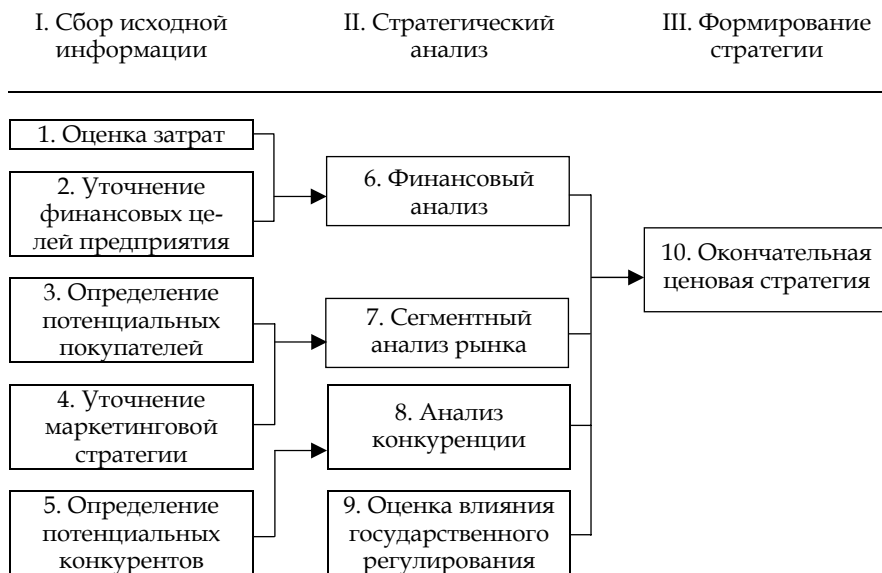 I. Сбор исходной
информации
II. Стратегический
анализ
III. Формирование
стратегии
1. Оценка затрат
2. Уточнение
финансовых це-
лей предприятия
3. Определение
потенциальных
покупателей
4. Уточнение
маркетинговой
стратегии
5. Определение
потенциальных
конкурентов
6. Финансовый
анализ
7. Сегментный
анализ рынка
8. Анализ
конкуренции
9. Оценка влияния
государственного
регулирования
10. Окончательная
ценовая стратегия